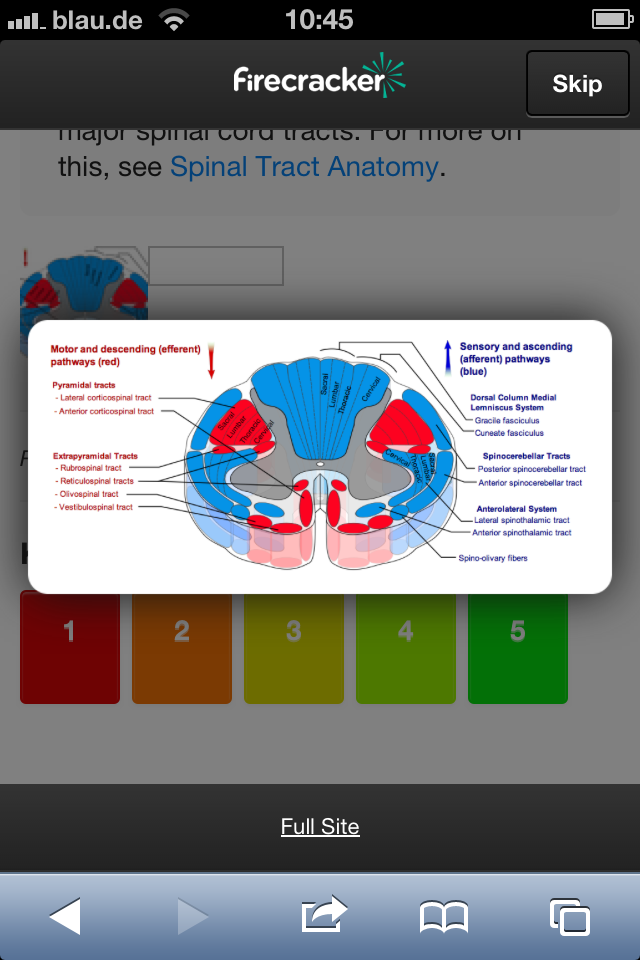 blau.de
10:45
Firecracker
Skip
major spinal cord tracts. For more on
this, see Spinal Tract Anatomy.
Motor and descending (efferent)
pathways (red)
Pyramidal tracts
- Lateral corticospinal tract
- Anterior corticospinal tract
Extrapyramidal Tracts
- Rubrospinal tract
- Reticulospinal tracts
- Olivospinal tract
- Vestibulospinal tract
Sacral
Lumbar
Thoracic
Cervical
Sacral
Lumber
Thoracic
Cervical
Cervical
Thoracic
Lumbar
Sacral
Sensory and ascending
(afferent) pathways
(blue)
Dorsal Column Medial
Lemniscus System
- Gracile fasciculus
- Cuneate fasciculus
Spinocerebellar Tracts
Posterior spinocerebellar tract
Anterior spinocerebellar tract
Anterolateral System
Lateral spinothalamic tract
Anterior spinothalamic tract
Spino-olivary fibers
1
2
3
4
5
Full Site